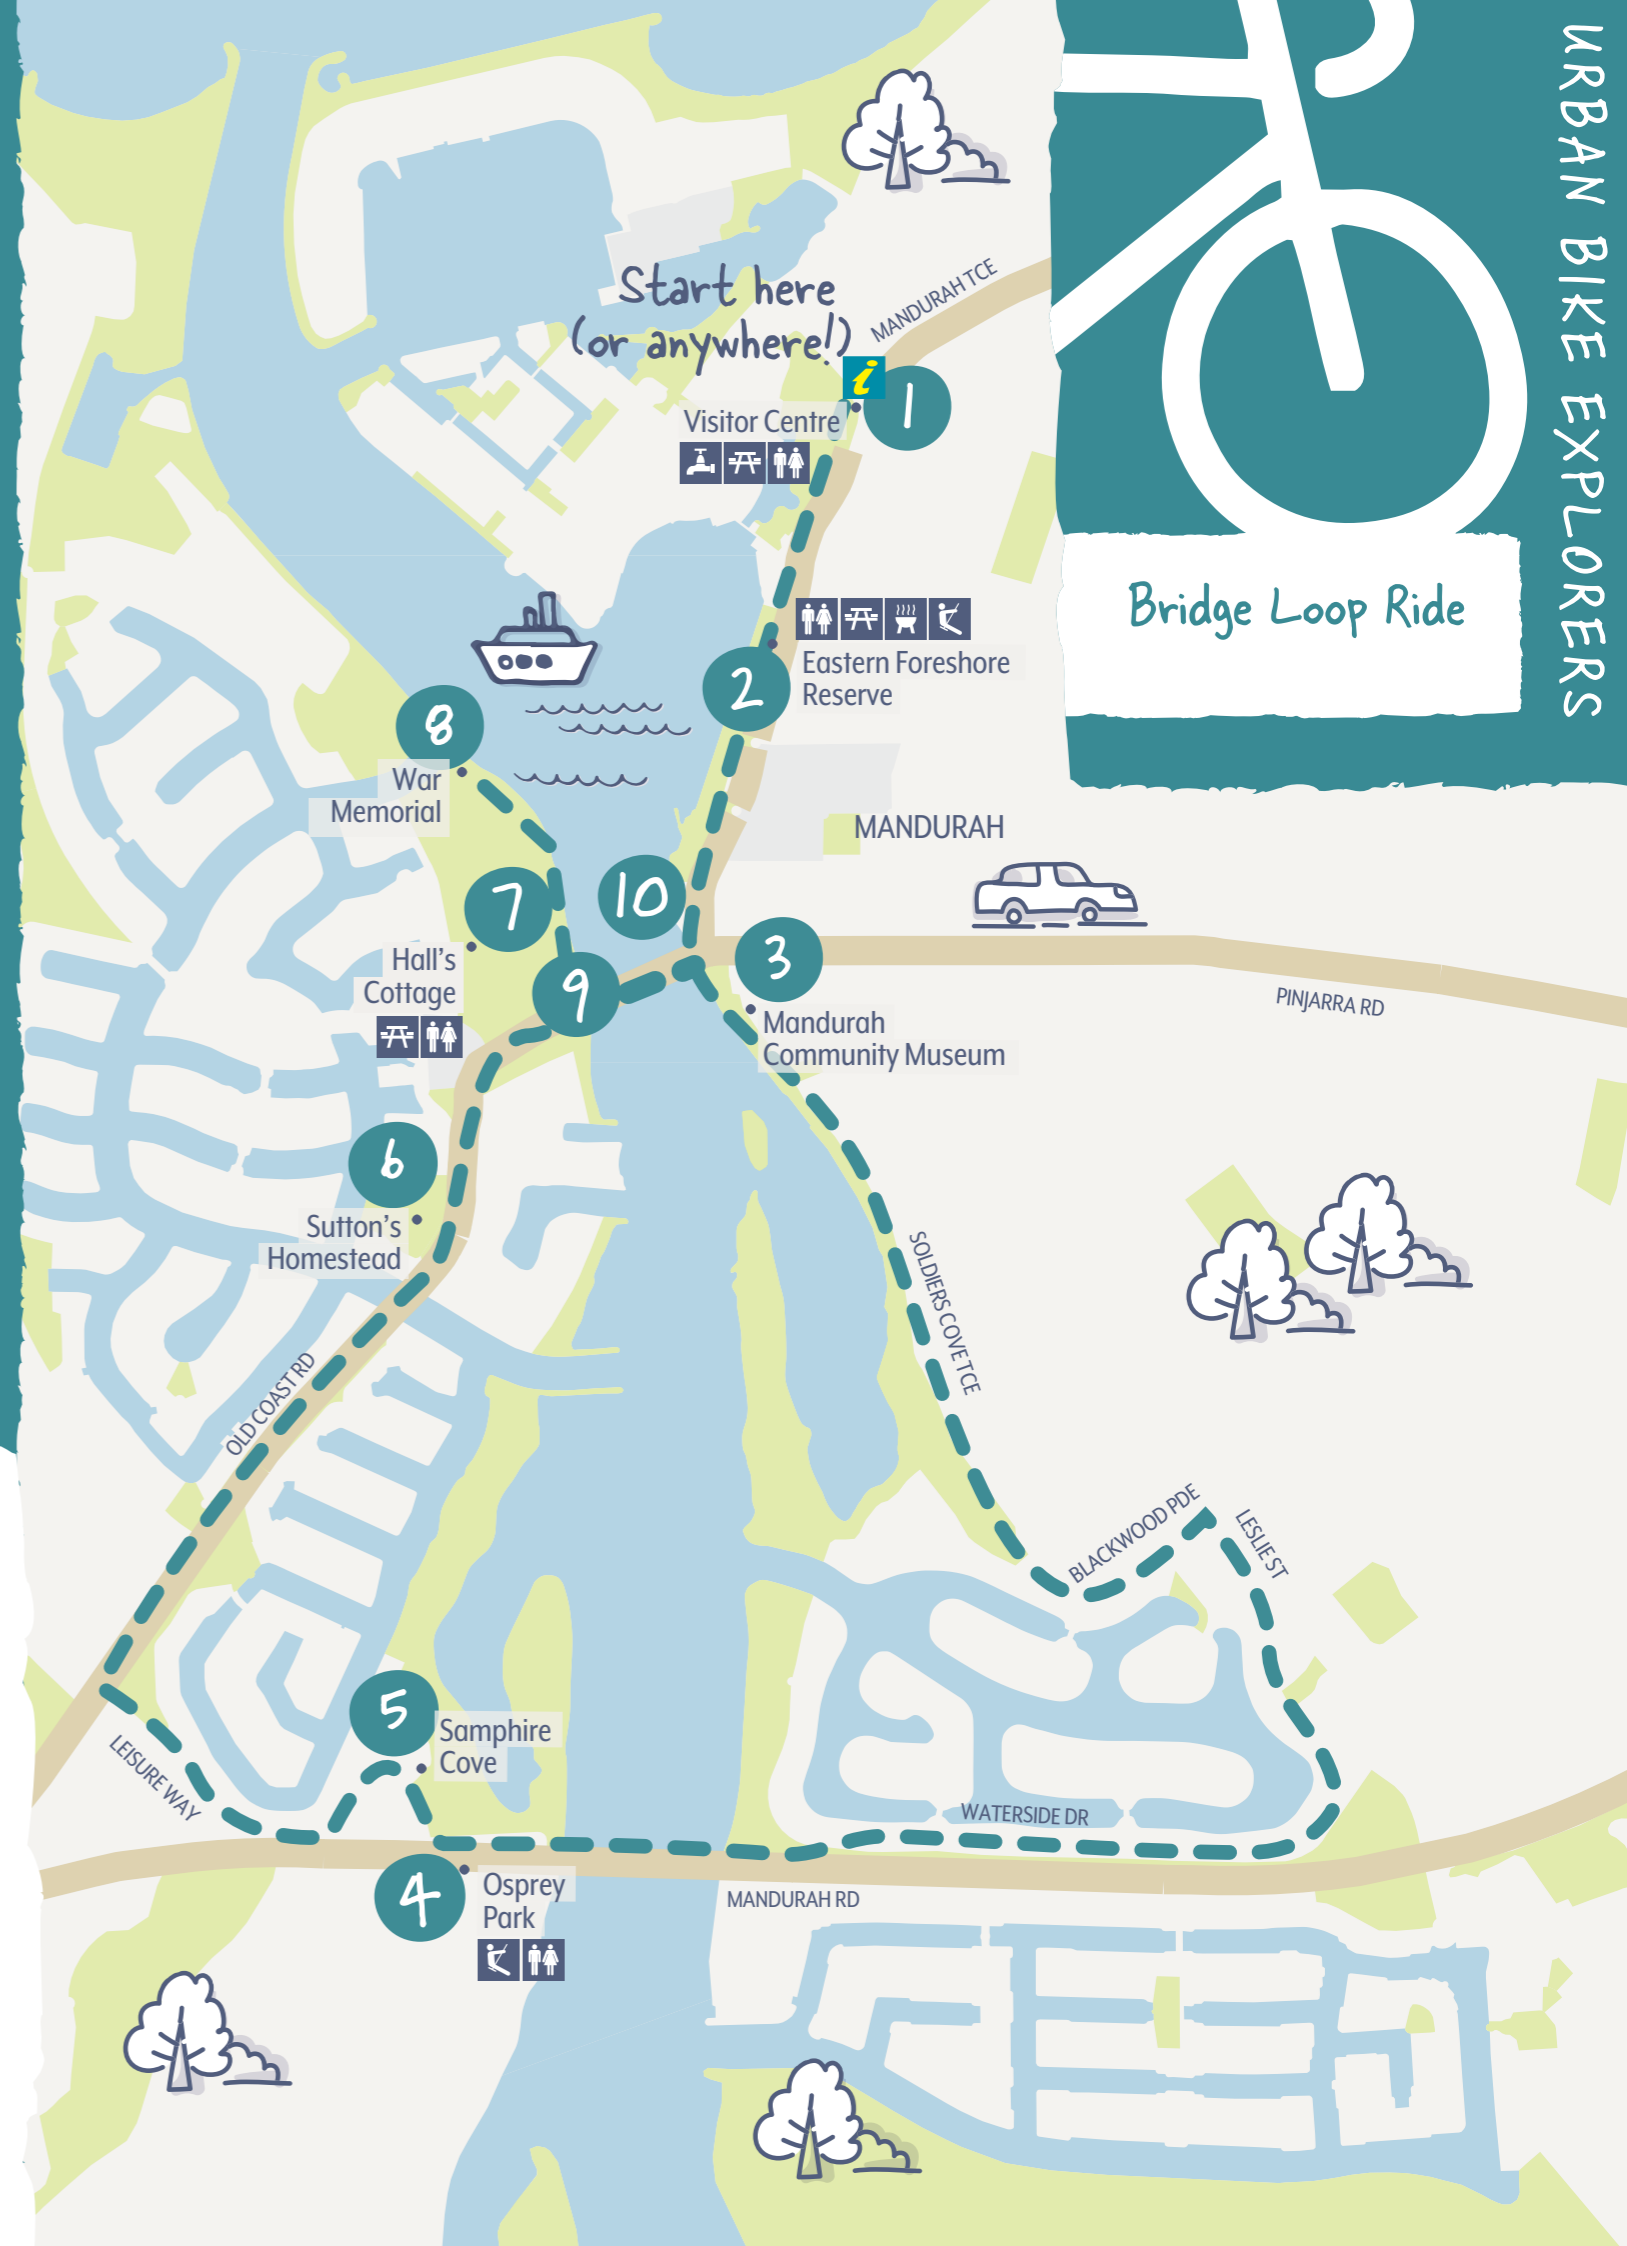 URBAN BIKE EXPLORERS
Bridge Loop Ride
Start here
(or anywhere!)
MANDURAH TCE
i
1
Visitor Centre
Eastern Foreshore
Reserve
2
8
War
Memorial
MANDURAH
7
10
3
Hall's
Cottage
9
PINJARRA RD
Mandurah
Community Museum
6
Sutton's
Homestead
SOLDIERS COVE TCE
OLD COAST RD
BLACKWOOD PDE
LESLIE ST
5
Samphire
Cove
LEISURE WAY
WATERSIDE DR
4
Osprey
Park
MANDURAH RD